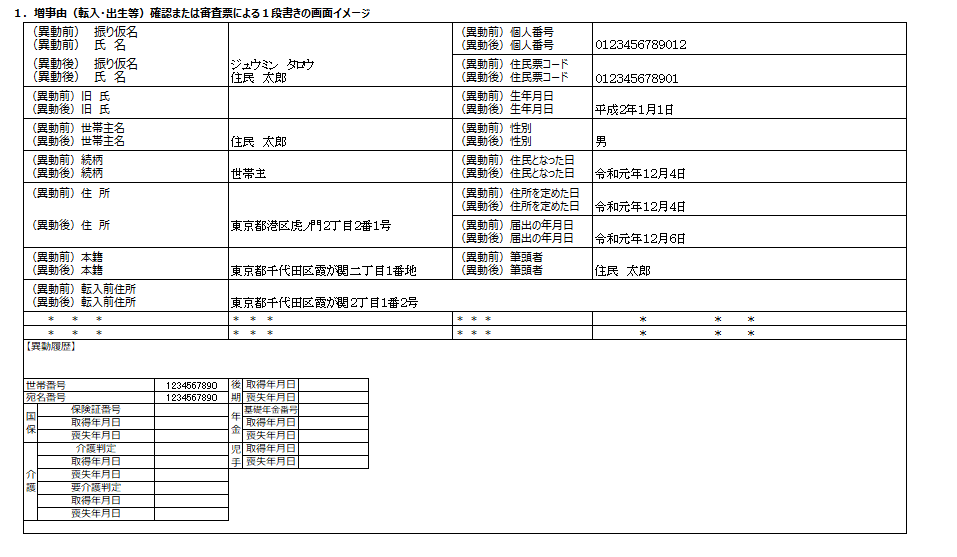 1．増事由（転入・出生等）確認または審査票による１段書きの画面イメージ
（異動前）　振り仮名
（異動前）　氏　名
（異動前）個人番号
（異動後）個人番号　0123456789012
（異動後）　振り仮名　ジュウミン　タロウ
（異動後）　氏　名　住民　太郎
（異動前）住民票コード
（異動後）住民票コード　012345678901
（異動前）旧　氏
（異動後）旧　氏
（異動前）生年月日
（異動後）生年月日　平成2年1月1日
（異動前）世帯主名
（異動後）世帯主名　住民　太郎
（異動前）性別
（異動後）性別　男
（異動前）続柄
（異動後）続柄　世帯主
（異動前）住民となった日
（異動後）住民となった日　令和元年12月4日
（異動前）住　所
（異動後）住　所　東京都港区虎ノ門2丁目2番1号
（異動前）住所を定めた日
（異動後）住所を定めた日　令和元年12月4日
（異動前）届出の年月日
（異動後）届出の年月日　令和元年12月6日
（異動前）本籍
（異動後）本籍　東京都千代田区霞が関二丁目1番地
（異動前）筆頭者
（異動後）筆頭者　住民　太郎
（異動前）転入前住所
（異動後）転入前住所　東京都千代田区霞が関2丁目1番2号
＊　＊　＊　＊　＊　＊　＊　＊　＊　＊　＊　＊
＊　＊　＊　＊　＊　＊　＊　＊　＊　＊　＊　＊
【異動履歴】
世帯番号　1234567890
宛名番号　1234567890
国保
保険証番号
取得年月日
喪失年月日
介護
介護判定
取得年月日
喪失年月日
要介護判定
取得年月日
喪失年月日
後期
取得年月日
喪失年月日
年金
基礎年金番号
取得年月日
喪失年月日
児手
取得年月日
喪失年月日